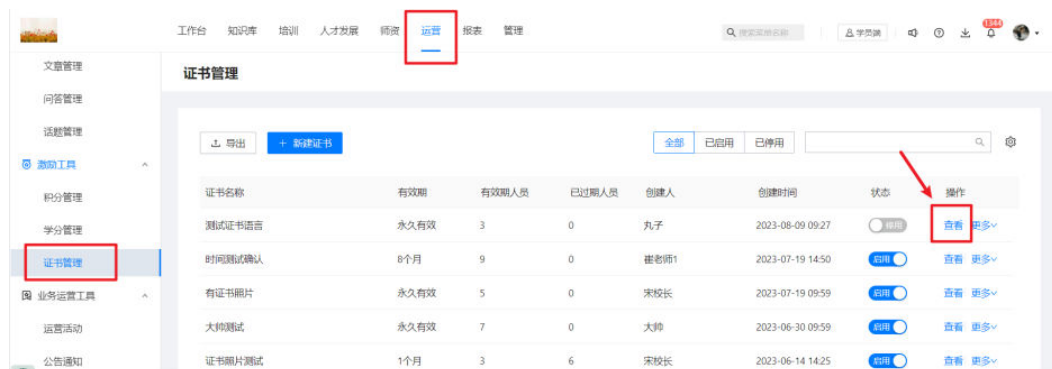 工作台 知识库 培训 人才发展 师资 运营 报表 管理 学员端 1344
文章管理
证书管理
问答管理
话题管理
导出 + 新建证书 全部 已启用 已停用
激励工具
证书名称 有效期 有效期人员 已过期人员 创建人 创建时间 状态 操作
积分管理
测试证书语言 永久有效 3 0 丸子 2023-08-09 09:27 停用 查看 更多
学分管理
证书管理
时间测试确认 8个月 9 0 崔老师1 2023-07-19 14:50 启用 查看 更多
业务运营工具
有证书照片 永久有效 5 0 宋校长 2023-07-19 09:59 启用 查看 更多
运营活动
大帅测试 永久有效 7 0 大帅 2023-06-30 09:59 启用 查看 更多
公告通知
证书照片测试 1个月 3 6 宋校长 2023-06-14 14:25 启用 查看 更多